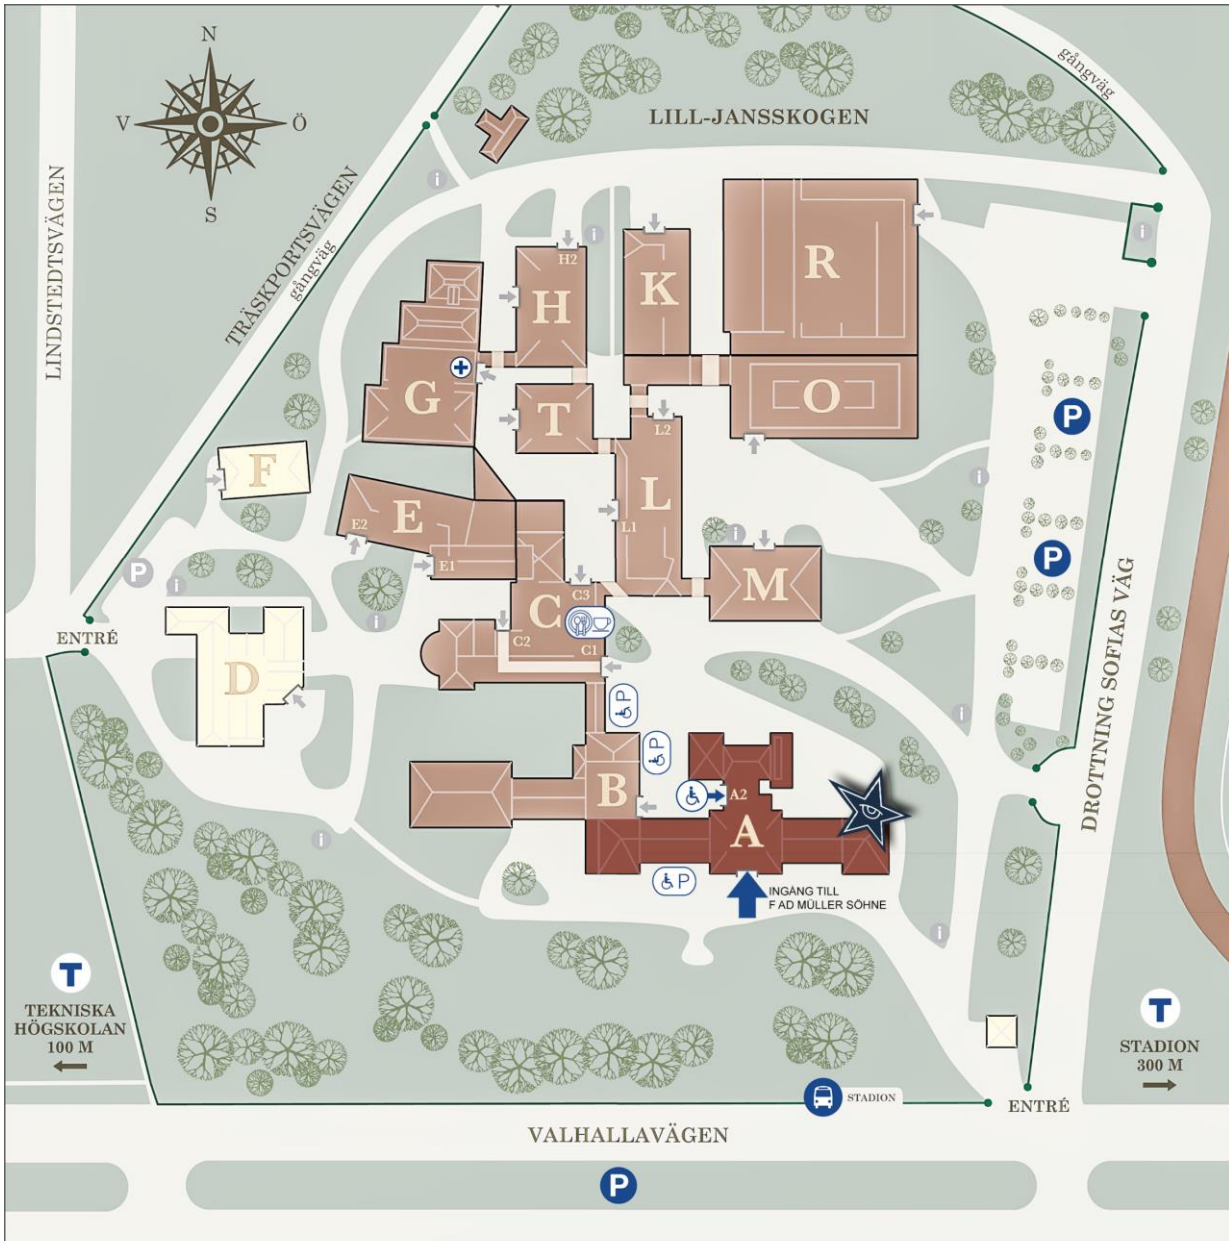 N
V
Ö
S
gångväg
LILL-JANSSKOGEN
LINDSTEDTSVÄGEN
TRÄSKPORTSVÄGEN
gångväg
i
i
i
H2
H
K
R
G
T
L2
O
P
F
E
E2
E1
L
L1
i
i
M
P
P
i
C3
C
C2
C1
i
ENTRÉ
D
P
P
i
DROTTNING SOFIAS VÄG
B
A2
A
i
P
INGÅNG TILL
F AD MÜLLER SÖHNE
i
T
TEKNISKA
HÖGSKOLAN
100 M
T
STADION
300 M
STADION
ENTRÉ
VALHALLAVÄGEN
P